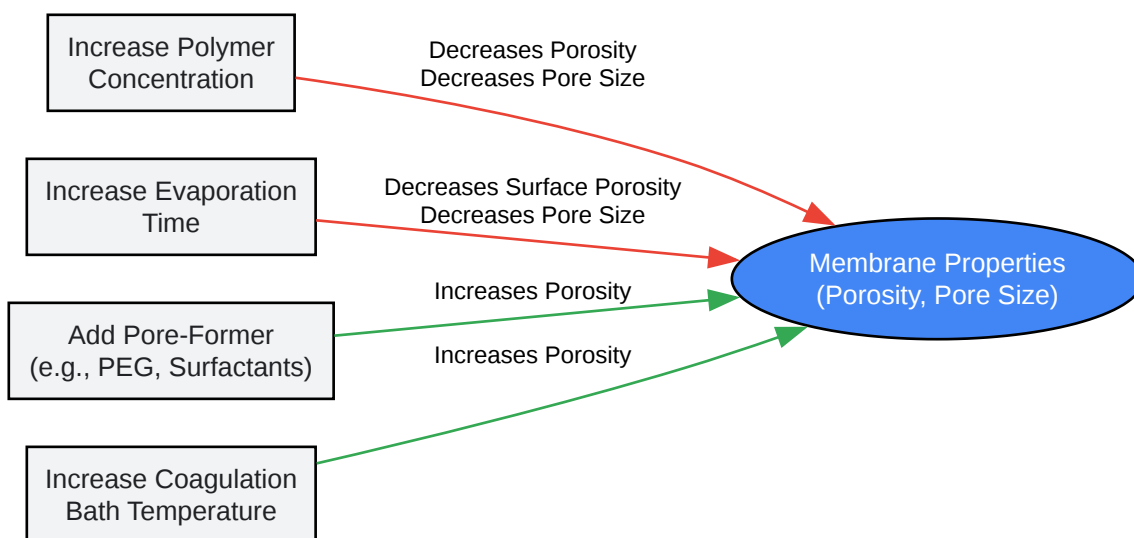 Increase Polymer
Concentration
Decreases Porosity
Decreases Pore Size
Increase Evaporation
Time
Decreases Surface Porosity
Decreases Pore Size
Membrane Properties
(Porosity, Pore Size)
Add Pore-Former
(e.g., PEG, Surfactants)
Increases Porosity
Increases Porosity
Increase Coagulation
Bath Temperature